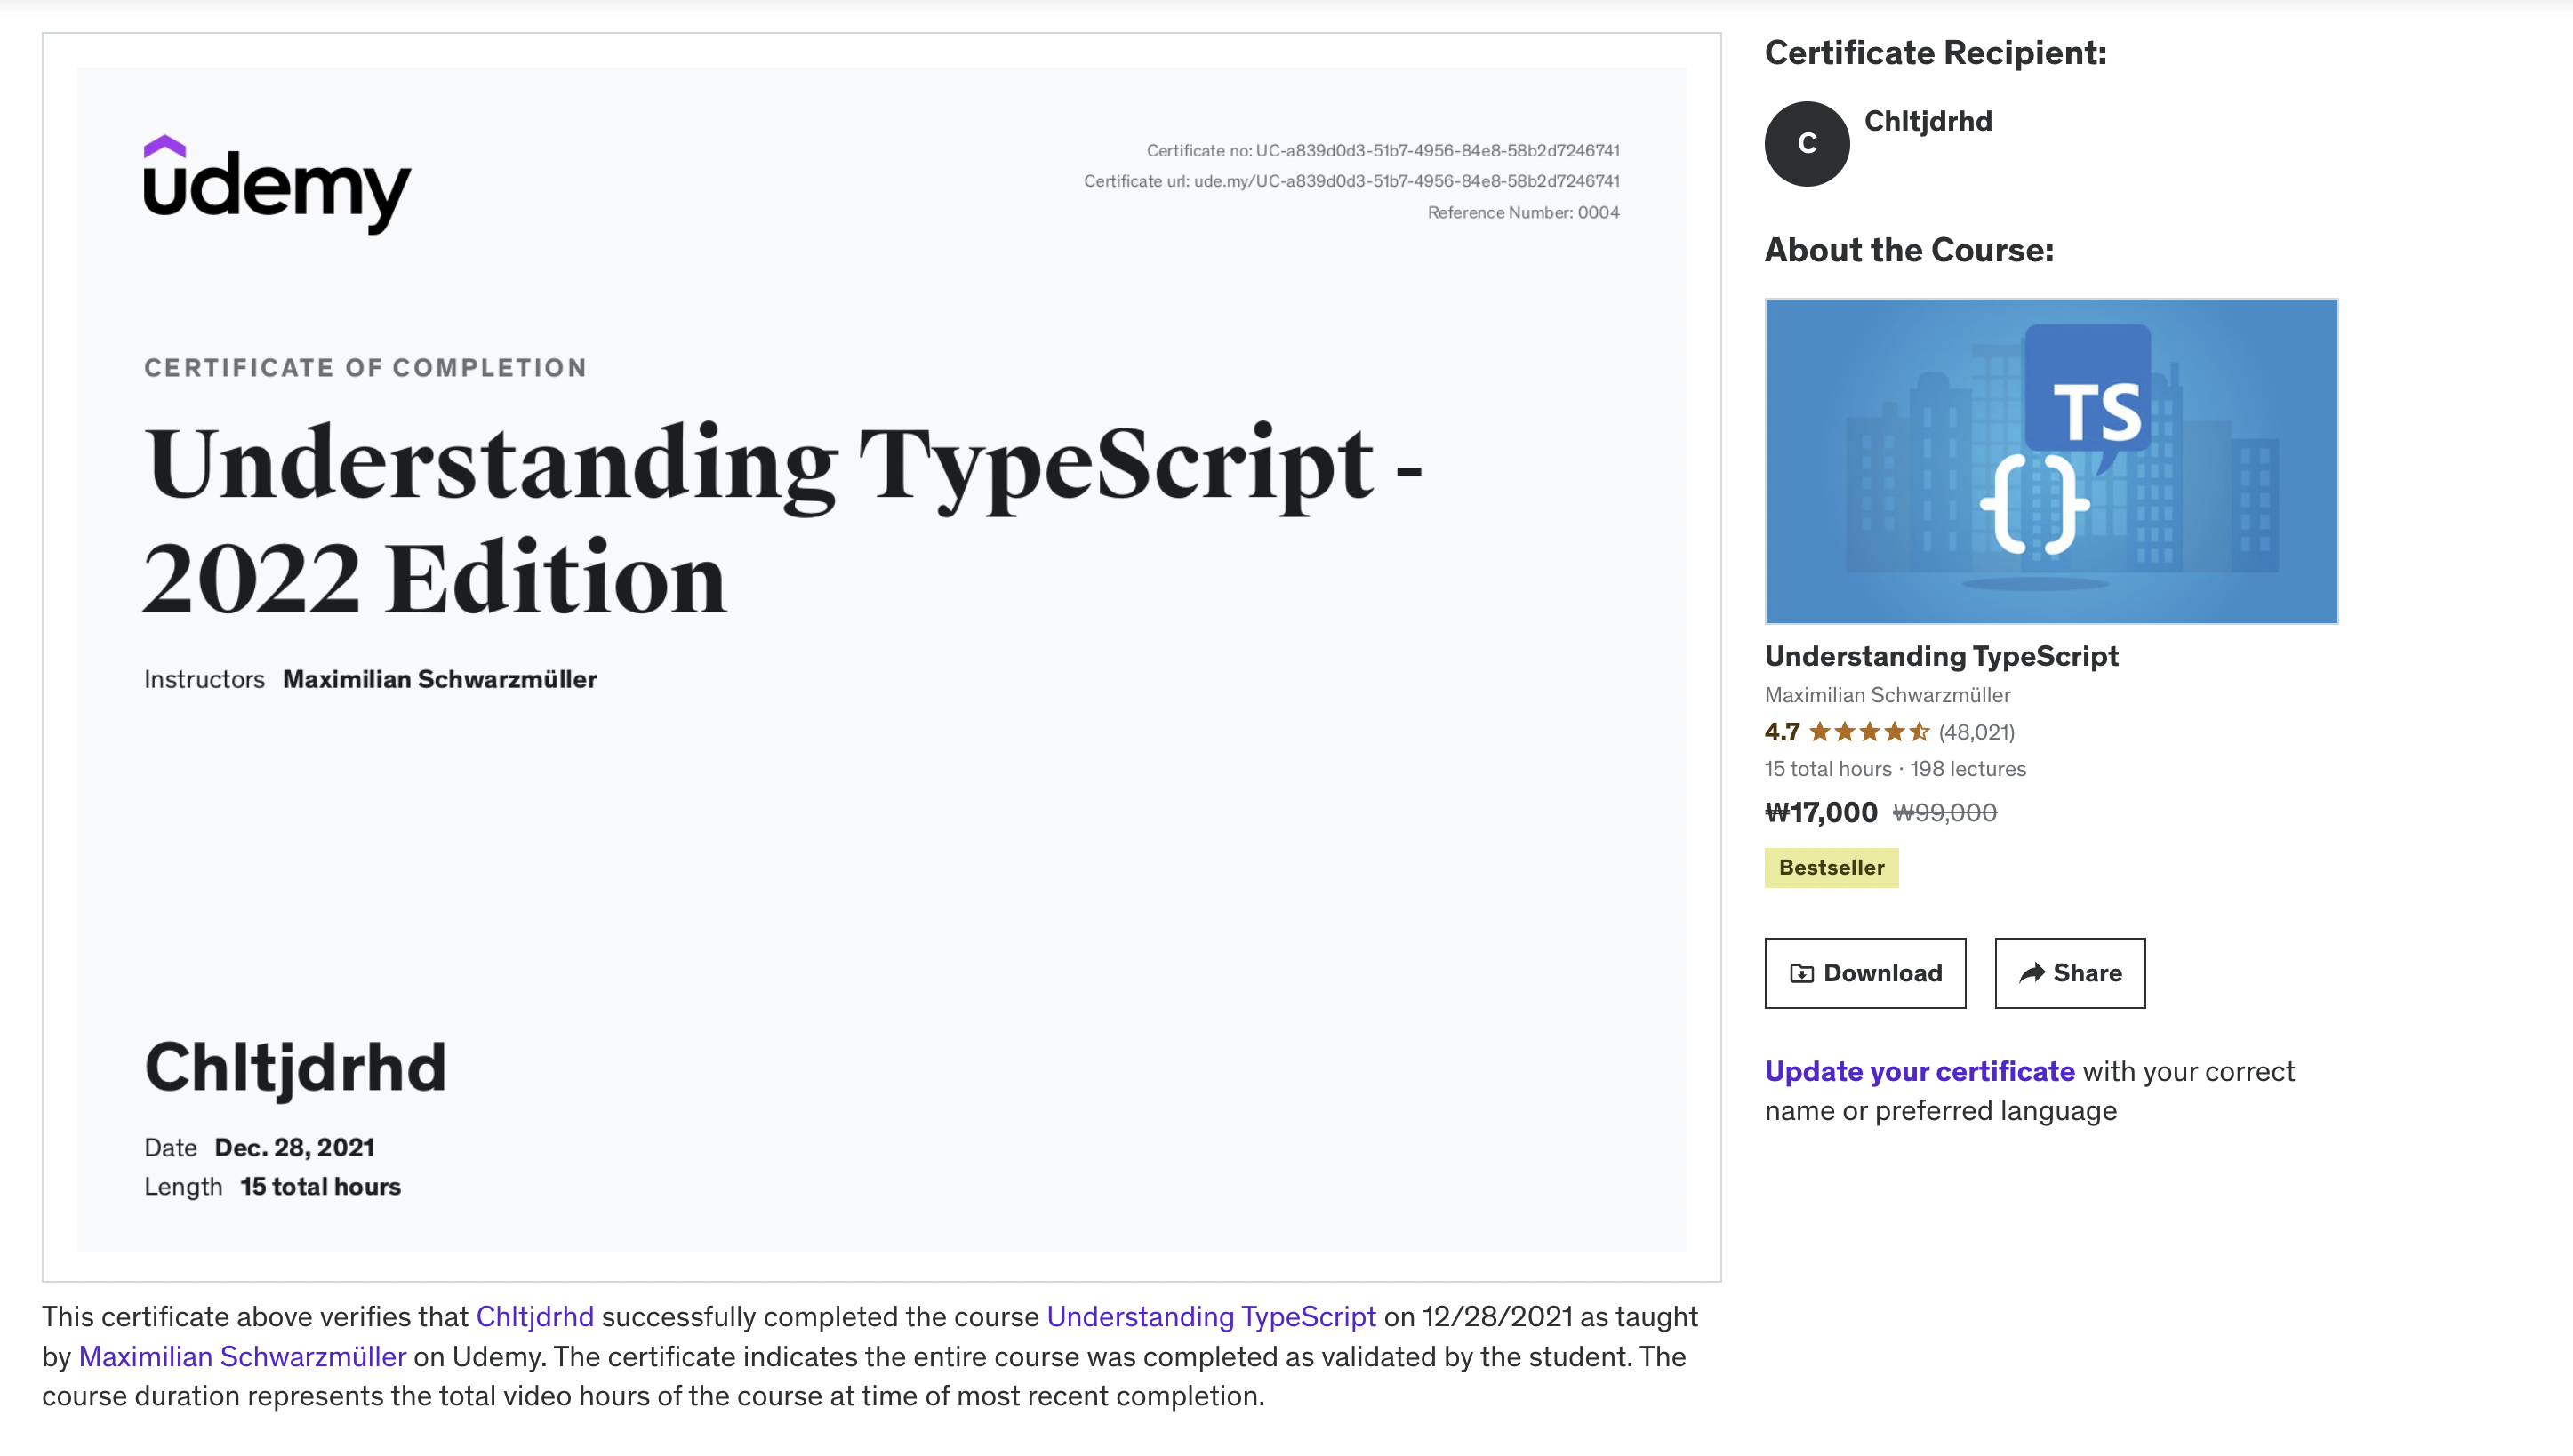 udemy
Certificate no: UC-a839d0d3-51b7-4956-84e8-58b2d7246741
Certificate url: ude.my/UC-a839d0d3-51b7-4956-84e8-58b2d7246741
Reference Number: 0004
CERTIFICATE OF COMPLETION
Understanding TypeScript -
2022 Edition
Instructors Maximilian Schwarzmüller
Chltjdrhd
Date Dec. 28, 2021
Length 15 total hours
This certificate above verifies that Chltjdrhd successfully completed the course Understanding TypeScript on 12/28/2021 as taught
by Maximilian Schwarzmüller on Udemy. The certificate indicates the entire course was completed as validated by the student. The
course duration represents the total video hours of the course at time of most recent completion.
Certificate Recipient:
C
Chltjdrhd
About the Course:
TS
{}
Understanding TypeScript
Maximilian Schwarzmüller
4.7 (48,021)
15 total hours · 198 lectures
₩17,000 ₩99,000
Bestseller
Download
Share
Update your certificate with your correct
name or preferred language